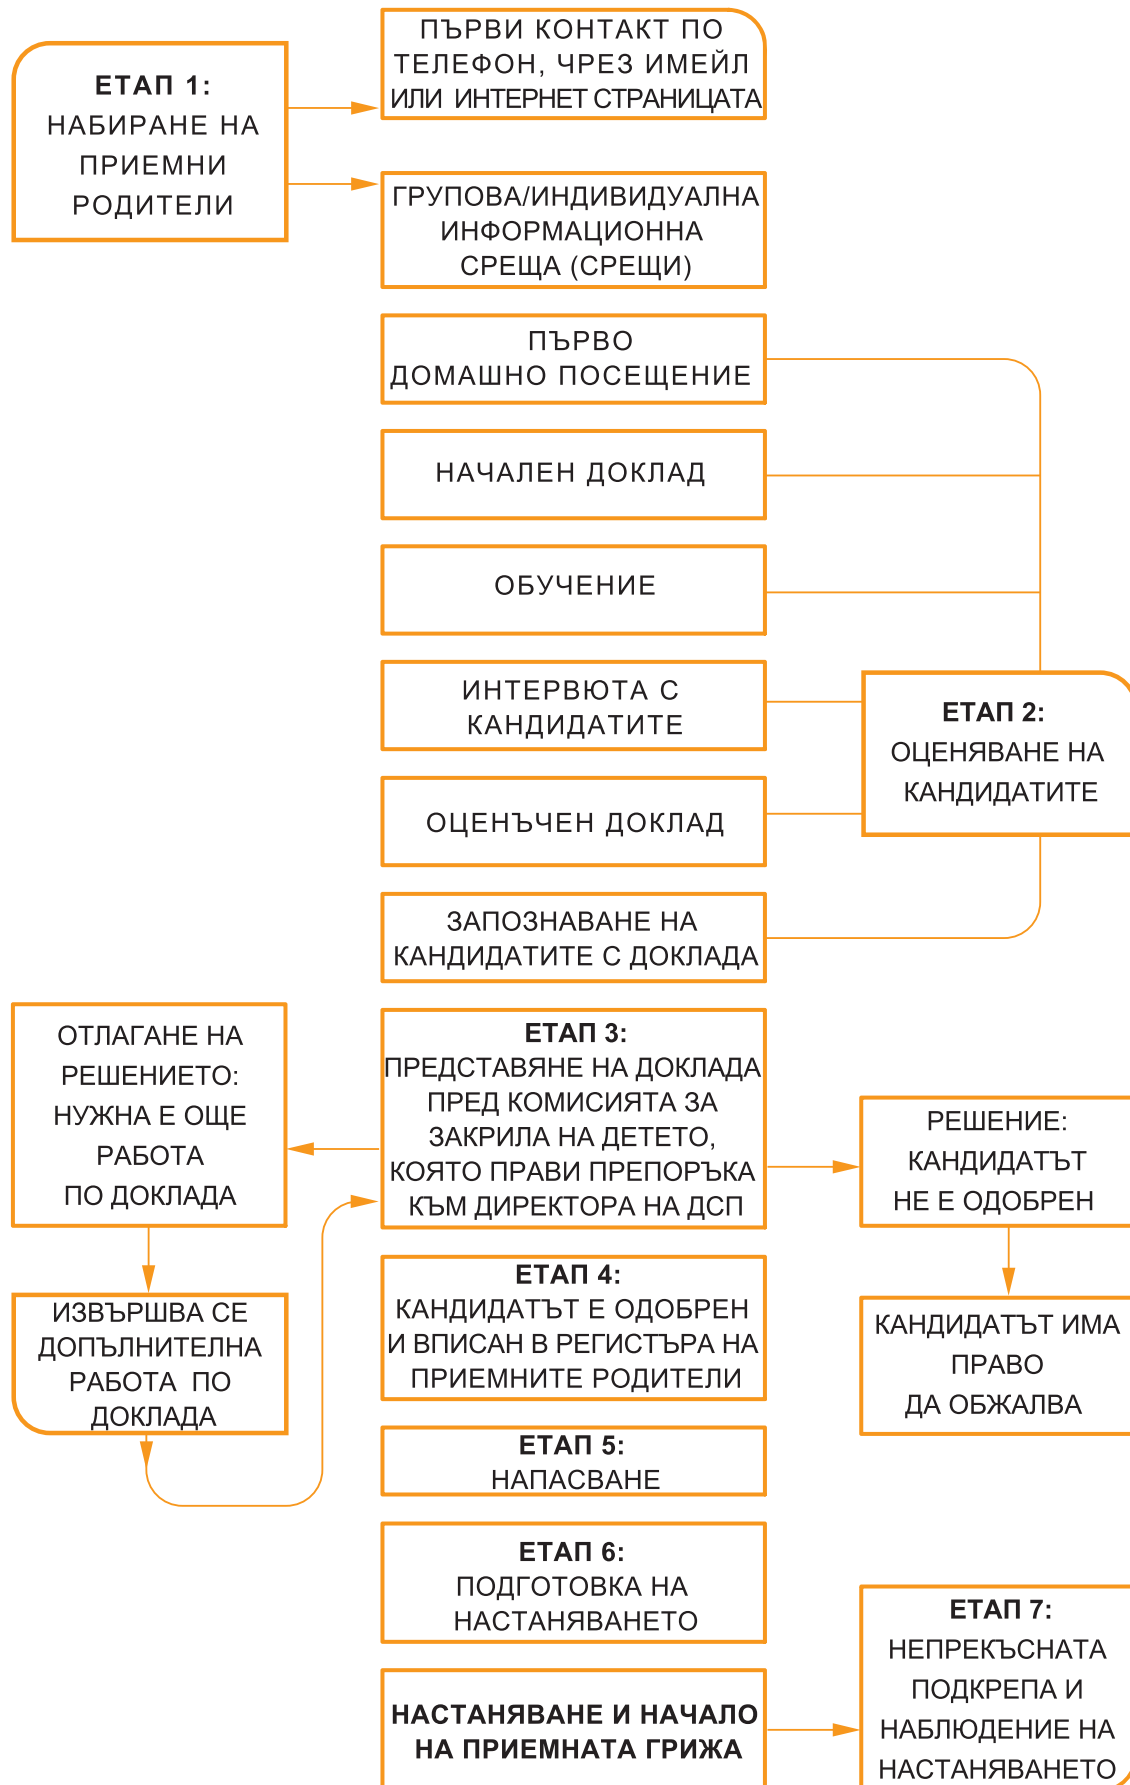 ЕТАП 1:
НАБИРАНЕ НА
ПРИЕМНИ
РОДИТЕЛИ
ПЪРВИ КОНТАКТ ПО
ТЕЛЕФОН, ЧРЕЗ ИМЕЙЛ
ИЛИ ИНТЕРНЕТ СТРАНИЦАТА
ГРУПОВА/ИНДИВИДУАЛНА
ИНФОРМАЦИОННА
СРЕЩА (СРЕЩИ)
ПЪРВО
ДОМАШНО ПОСЕЩЕНИЕ
НАЧАЛЕН ДОКЛАД
ОБУЧЕНИЕ
ИНТЕРВЮТА С
КАНДИДАТИТЕ
ОЦЕНЪЧЕН ДОКЛАД
ЗАПОЗНАВАНЕ НА
КАНДИДАТИТЕ С ДОКЛАДА
ЕТАП 2:
ОЦЕНЯВАНЕ НА
КАНДИДАТИТЕ
ЕТАП 3:
ПРЕДСТАВЯНЕ НА ДОКЛАДА
ПРЕД КОМИСИЯТА ЗА
ЗАКРИЛА НА ДЕТЕТО,
КОЯТО ПРАВИ ПРЕПОРЪКА
КЪМ ДИРЕКТОРА НА ДСП
ОТЛАГАНЕ НА
РЕШЕНИЕТО:
НУЖНА Е ОЩЕ
РАБОТА
ПО ДОКЛАДА
ИЗВЪРШВА СЕ
ДОПЪЛНИТЕЛНА
РАБОТА ПО
ДОКЛАДА
РЕШЕНИЕ:
КАНДИДАТЪТ
НЕ Е ОДОБРЕН
КАНДИДАТЪТ ИМА
ПРАВО
ДА ОБЖАЛВА
ЕТАП 4:
КАНДИДАТЪТ Е ОДОБРЕН
И ВПИСАН В РЕГИСТЪРА НА
ПРИЕМНИТЕ РОДИТЕЛИ
ЕТАП 5:
НАПАСВАНЕ
ЕТАП 6:
ПОДГОТОВКА НА
НАСТАНЯВАНЕТО
НАСТАНЯВАНЕ И НАЧАЛО
НА ПРИЕМНАТА ГРИЖА
ЕТАП 7:
НЕПРЕКЪСНАТА
ПОДКРЕПА И
НАБЛЮДЕНИЕ НА
НАСТАНЯВАНЕТО